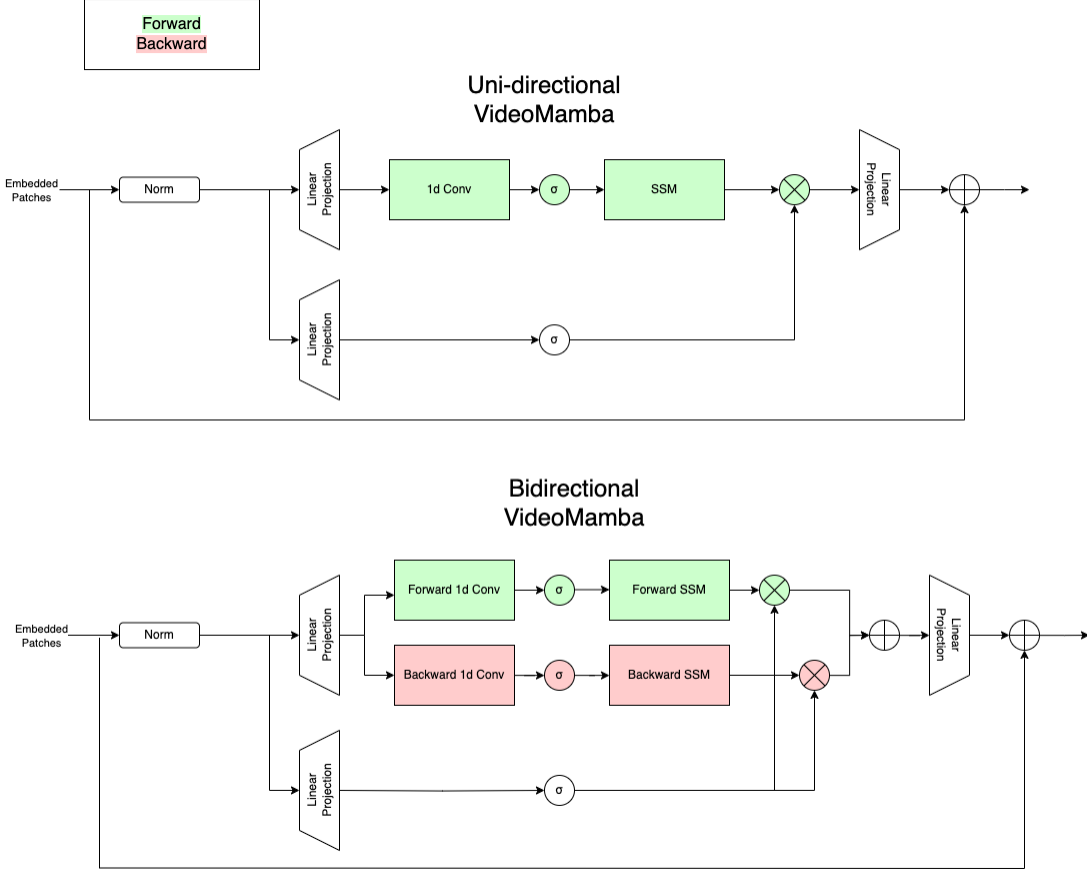 Forward
Backward
Uni-directional
VideoMamba
Embedded
Patches
Norm
Linear
Projection
1d Conv
σ
SSM
Linear
Projection
Linear
Projection
σ
Bidirectional
VideoMamba
Embedded
Patches
Norm
Linear
Projection
Forward 1d Conv
σ
Forward SSM
Backward 1d Conv
σ
Backward SSM
Linear
Projection
Linear
Projection
σ